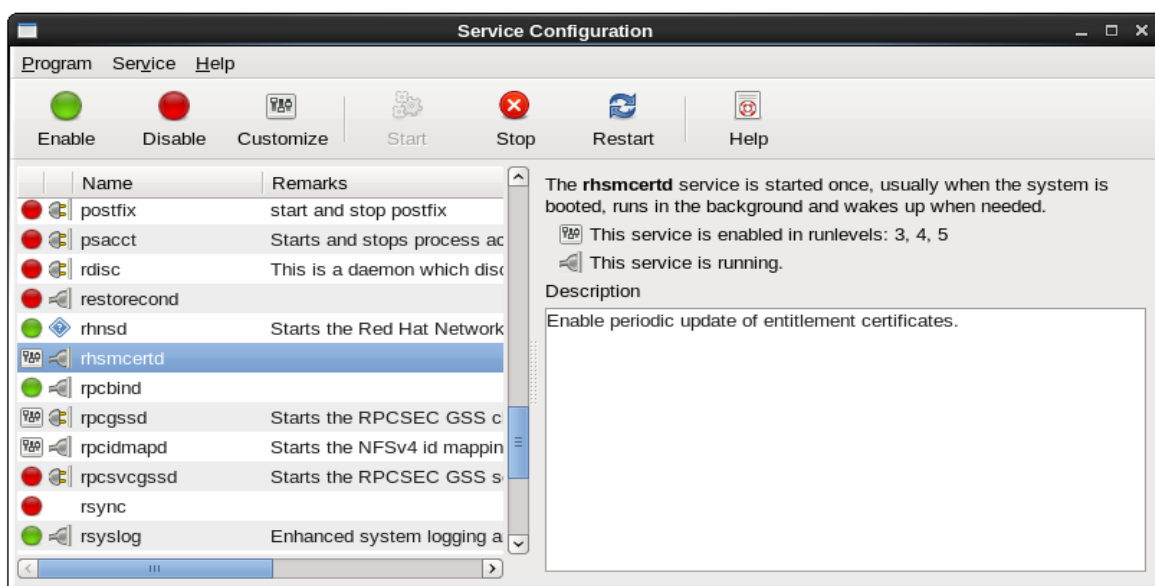 Service Configuration
Program Service Help
Enable Disable Customize Start Stop Restart Help
Name Remarks
postfix start and stop postfix
psacct Starts and stops process ac
rdisc This is a daemon which disc
restorecond
rhnsd Starts the Red Hat Network
rhsmcertd
rpcbind
rpcgssd Starts the RPCSEC GSS c
rpcidmapd Starts the NFSv4 id mappin
rpcsvcgssd Starts the RPCSEC GSS s
rsync
rsyslog Enhanced system logging a
The rhsmcertd service is started once, usually when the system is
booted, runs in the background and wakes up when needed.
This service is enabled in runlevels: 3, 4, 5
This service is running.
Description
Enable periodic update of entitlement certificates.